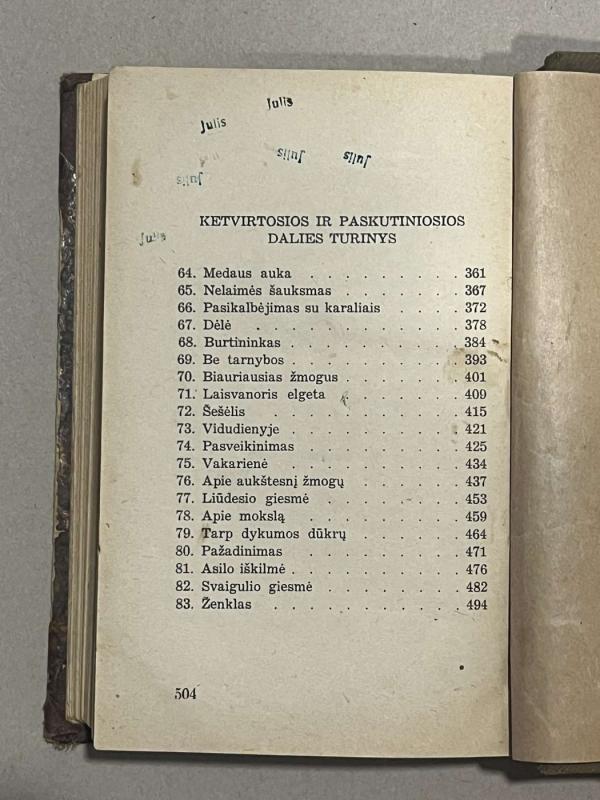 Julis
Julis
Julis
Julis
Julis
Julis
KETVIRTOSIOS IR PASKUTINIOSIOS
DALIES TURINYS
64. Medaus auka . . . . . . . . 361
65. Nelaimės šauksmas . . . . . . . 367
66. Pasikalbėjimas su karaliais . . . . 372
67. Dėlė . . . . . . . . . . . 378
68. Burtininkas . . . . . . . . . 384
69. Be tarnybos . . . . . . . . . 393
70. Biauriausias žmogus . . . . . . 401
71. Laisvanoris elgeta . . . . . . . 409
72. Šešėlis . . . . . . . . . . 415
73. Vidudienyje . . . . . . . . . 421
74. Pasveikinimas . . . . . . . . 425
75. Vakarienė . . . . . . . . . 434
76. Apie aukštesnį žmogų . . . . . 437
77. Liūdesio giesmė . . . . . . . 453
78. Apie mokslą . . . . . . . . 459
79. Tarp dykumos dūkrų . . . . . . 464
80. Pažadinimas . . . . . . . . 471
81. Asilo iškilmė . . . . . . . . . 476
82. Svaigulio giesmė . . . . . . . 482
83. Ženklas . . . . . . . . . . 494
504